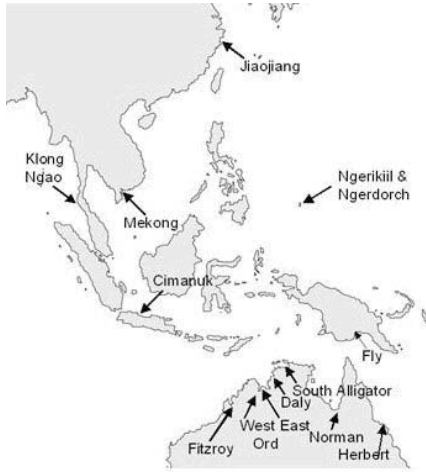 Jiaojiang
Klong
Ngao
Ngerikiil &
Ngerdorch
Mekong
Cimanuk
Fly
South Alligator
Daly
West East
Ord
Fitzroy
Norman
Herbert